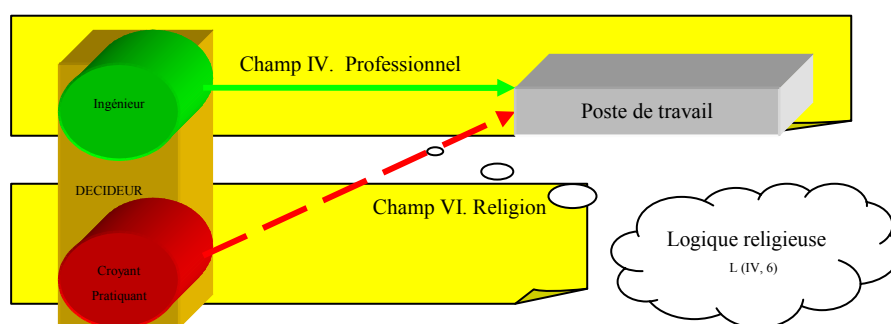 Champ IV. Professionnel
Ingénieur
Poste de travail
DECIDEUR
Champ VI. Religion
Logique religieuse
L (IV, 6)
Croyant
Pratiquant